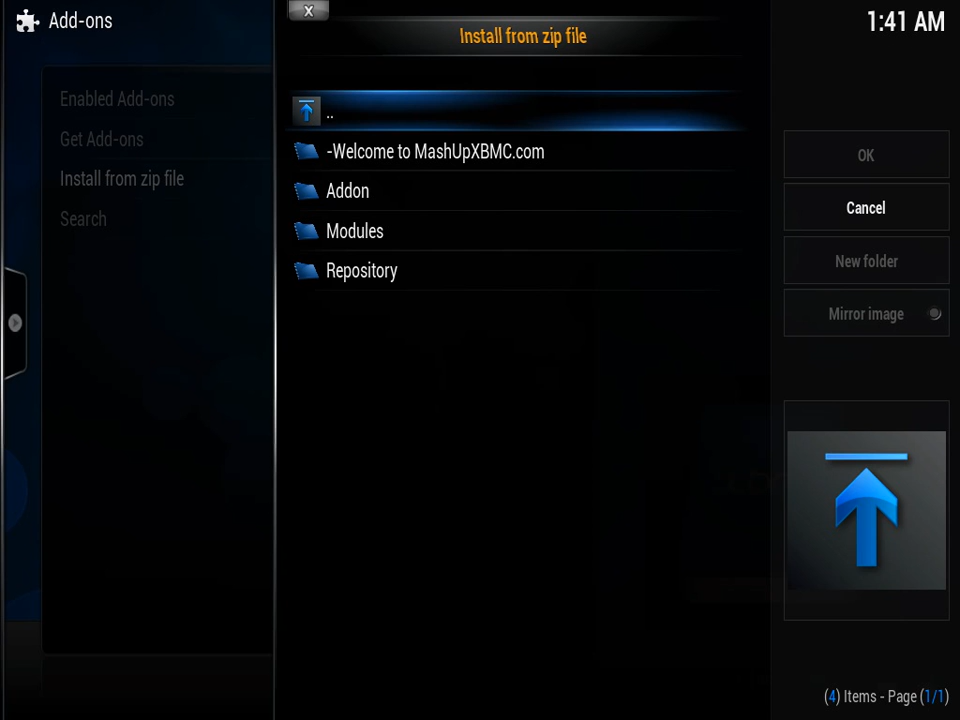 Add-ons
1:41 AM
Enabled Add-ons
Get Add-ons
Install from zip file
Search
X
Install from zip file
..
-Welcome to MashUpXBMC.com
Addon
Modules
Repository
OK
Cancel
New folder
Mirror image
(4) Items - Page (1/1)